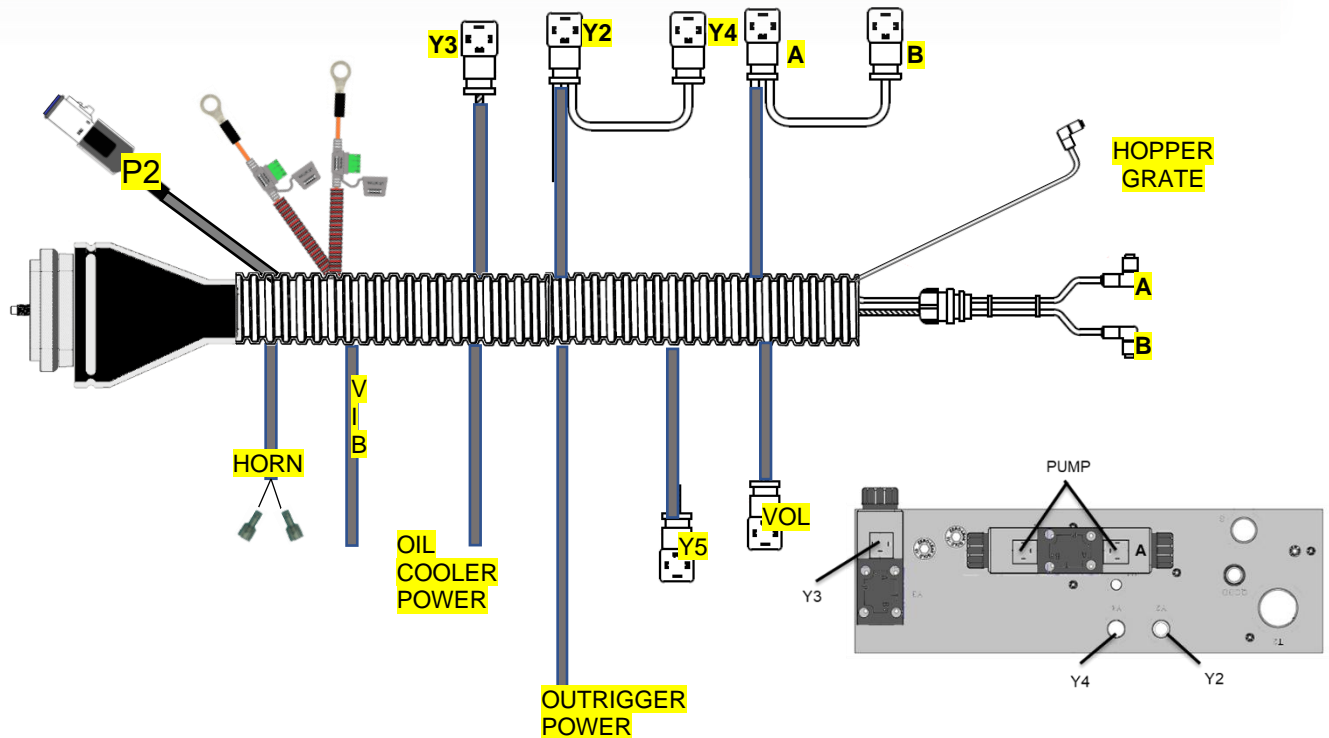 Y3
Y2
Y4
A
B
P2
HOPPER
GRATE
A
B
HORN
V
I
B
OIL
COOLER
POWER
Y5
VOL
OUTRIGGER
POWER
PUMP
A
Y3
Y4
Y2